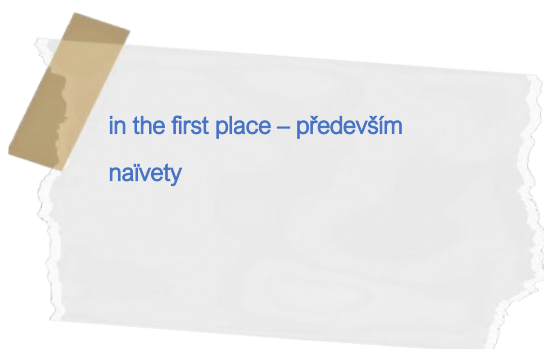 in the first place – především
naïvety